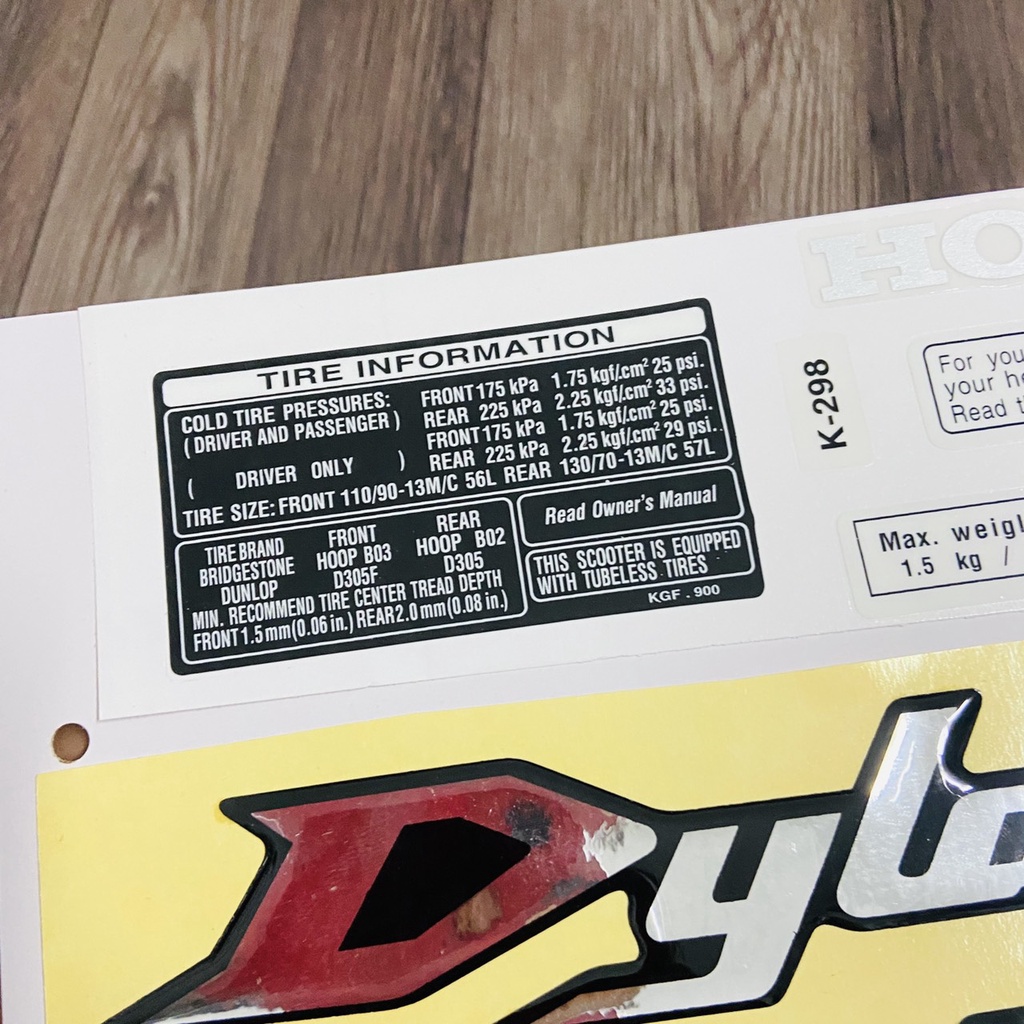 TIRE INFORMATION
COLD TIRE PRESSURES: FRONT 175 kPa 1.75 kgf/.cm² 25 psi.
( DRIVER AND PASSENGER ) REAR 225 kPa 2.25 kgf/.cm² 33 psi.
FRONT 175 kPa 1.75 kgf/.cm² 25 psi.
( DRIVER ONLY ) REAR 225 kPa 2.25 kgf/.cm² 29 psi..
TIRE SIZE: FRONT 110/90-13M/C 56L REAR 130/70-13M/C 57L
TIRE BRAND FRONT REAR
BRIDGESTONE HOOP B03 HOOP B02
DUNLOP D305F D305
MIN. RECOMMEND TIRE CENTER TREAD DEPTH
FRONT 1.5 mm(0.06 in.) REAR 2.0 mm(0.08 in.)
Read Owner's Manual
THIS SCOOTER IS EQUIPPED
WITH TUBELESS TIRES
KGF . 900
HO
K-298
For you
your he
Read t
Max. weigh
1.5 kg /
Dyla